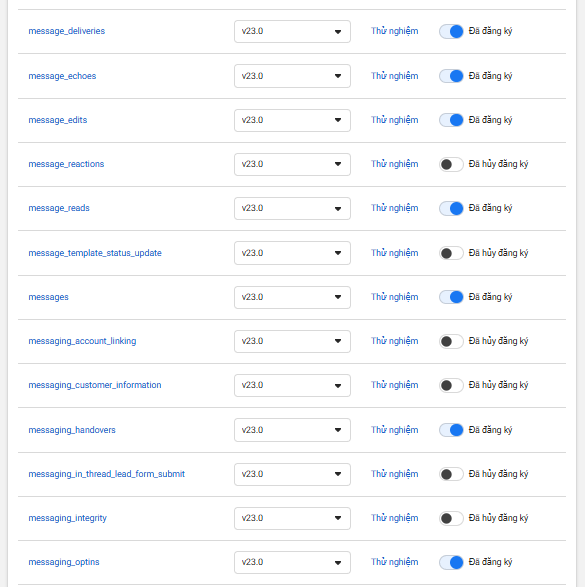 message_deliveries v23.0 Thử nghiệm Đã đăng ký
message_echoes v23.0 Thử nghiệm Đã đăng ký
message_edits v23.0 Thử nghiệm Đã đăng ký
message_reactions v23.0 Thử nghiệm Đã hủy đăng ký
message_reads v23.0 Thử nghiệm Đã đăng ký
message_template_status_update v23.0 Thử nghiệm Đã hủy đăng ký
messages v23.0 Thử nghiệm Đã đăng ký
messaging_account_linking v23.0 Thử nghiệm Đã hủy đăng ký
messaging_customer_information v23.0 Thử nghiệm Đã hủy đăng ký
messaging_handovers v23.0 Thử nghiệm Đã đăng ký
messaging_in_thread_lead_form_submit v23.0 Thử nghiệm Đã hủy đăng ký
messaging_integrity v23.0 Thử nghiệm Đã hủy đăng ký
messaging_optins v23.0 Thử nghiệm Đã đăng ký